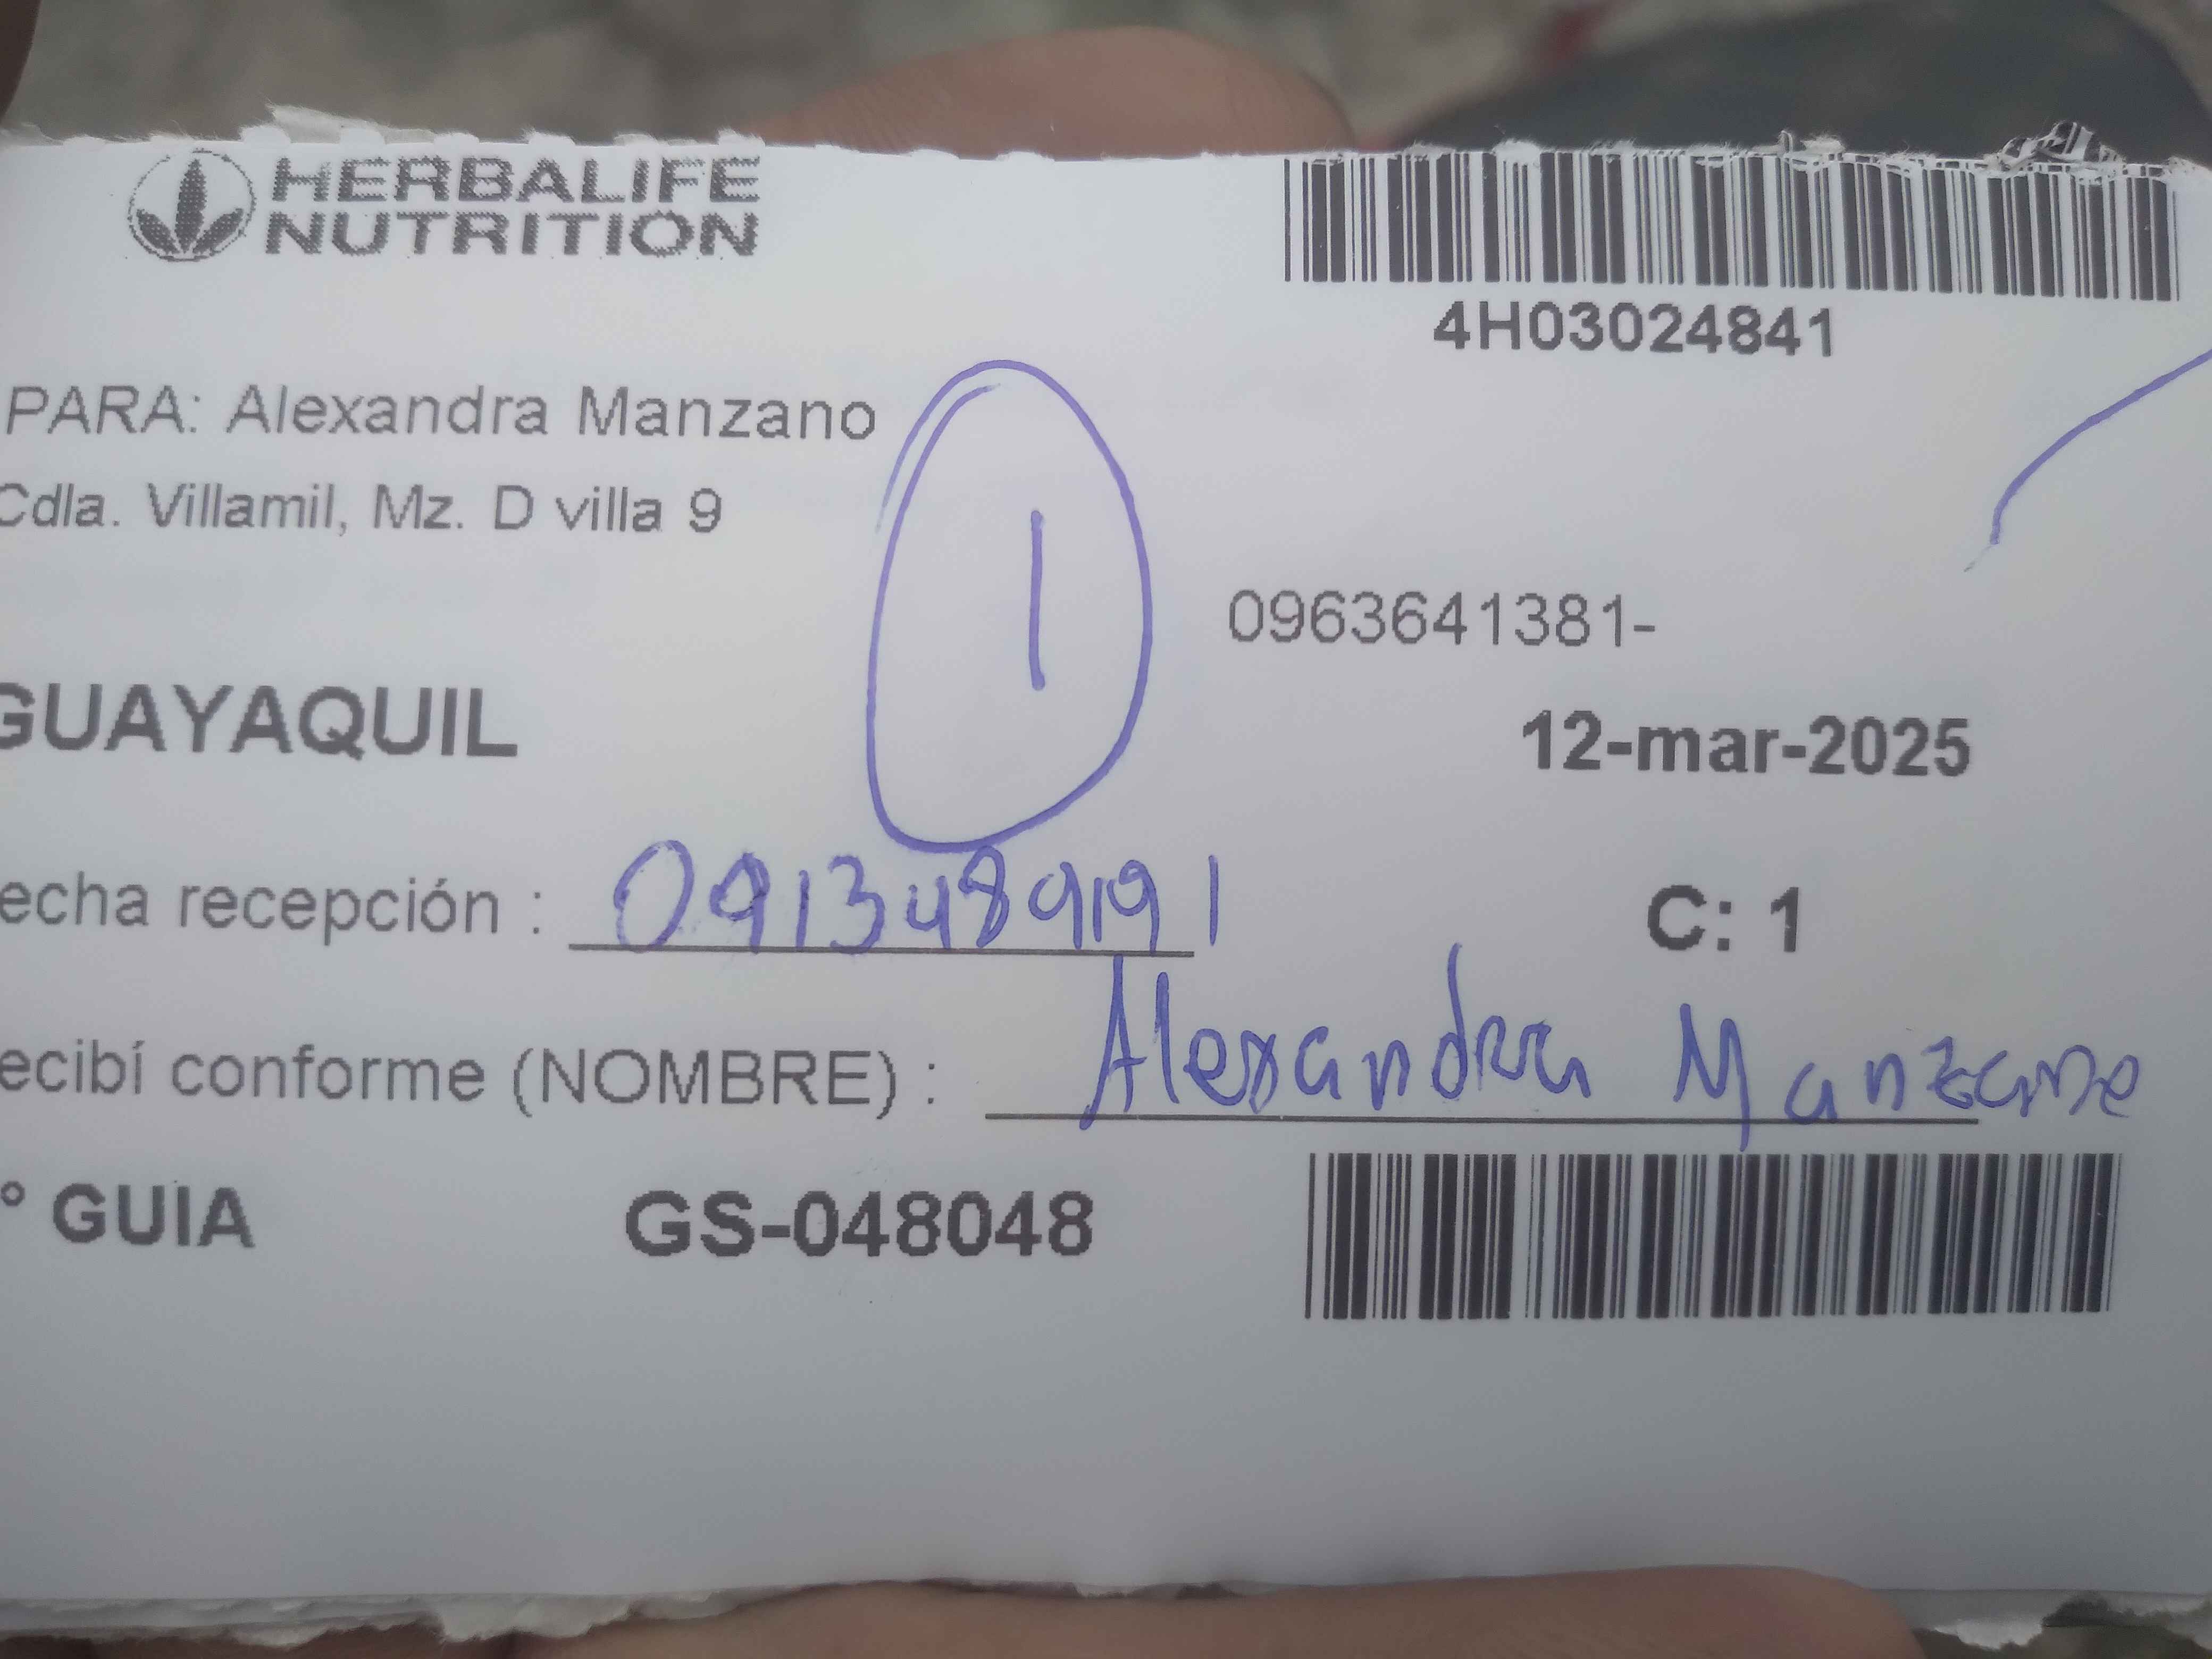 HERBALIFE
NUTRITION
4H03024841
PARA: Alexandra Manzano
Cdla. Villamil, Mz. D villa 9
1
0963641381-
GUAYAQUIL
12-mar-2025
echa recepción : 0913489191
C: 1
ecibí conforme (NOMBRE) : Alexandra Manzano
° GUIA GS-048048